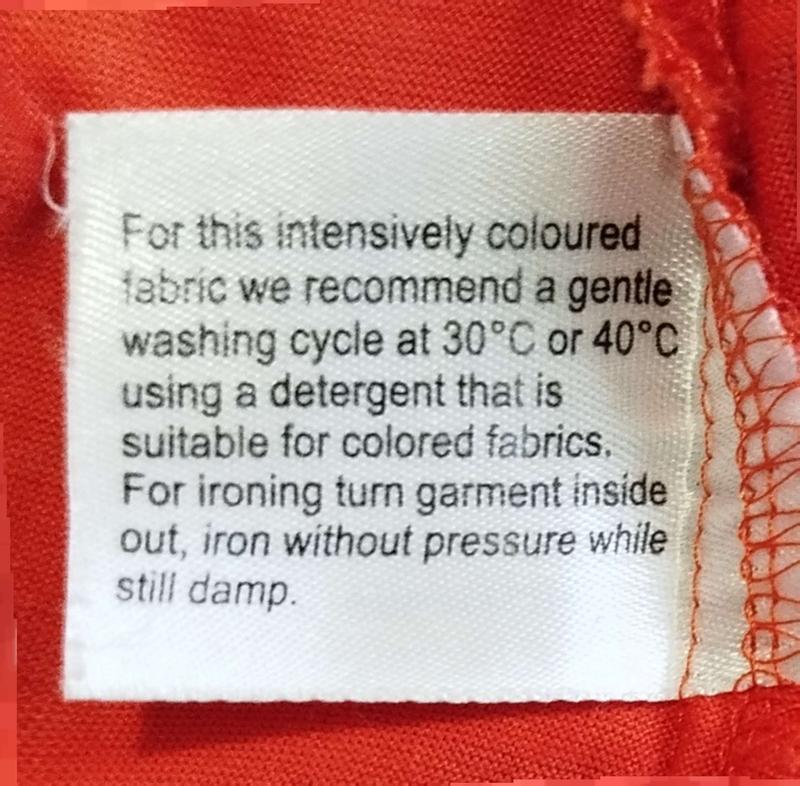 For this intensively coloured
fabric we recommend a gentle
washing cycle at 30°C or 40°C
using a detergent that is
suitable for colored fabrics.
For ironing turn garment inside
out, iron without pressure while
still damp.